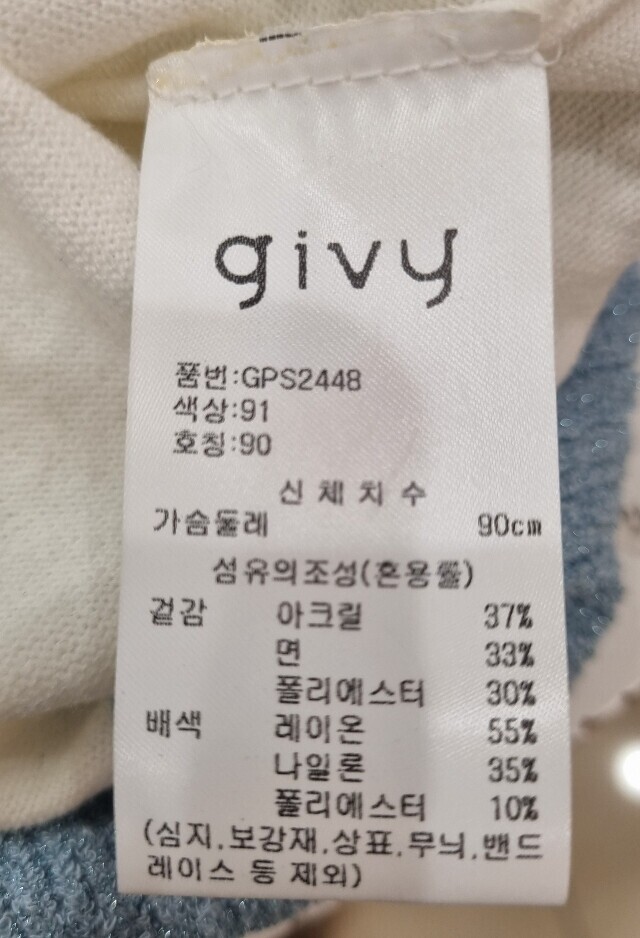 givy
품번:GPS2448
색상:91
호칭:90
신 체 치 수
가슴둘레 90cm
섬유의조성(혼용률)
겉감 아크릴 37%
면 33%
폴리에스터 30%
배색 레이온 55%
나일론 35%
폴리에스터 10%
(심지,보강재,상표,무늬,밴드
레이스 등 제외)